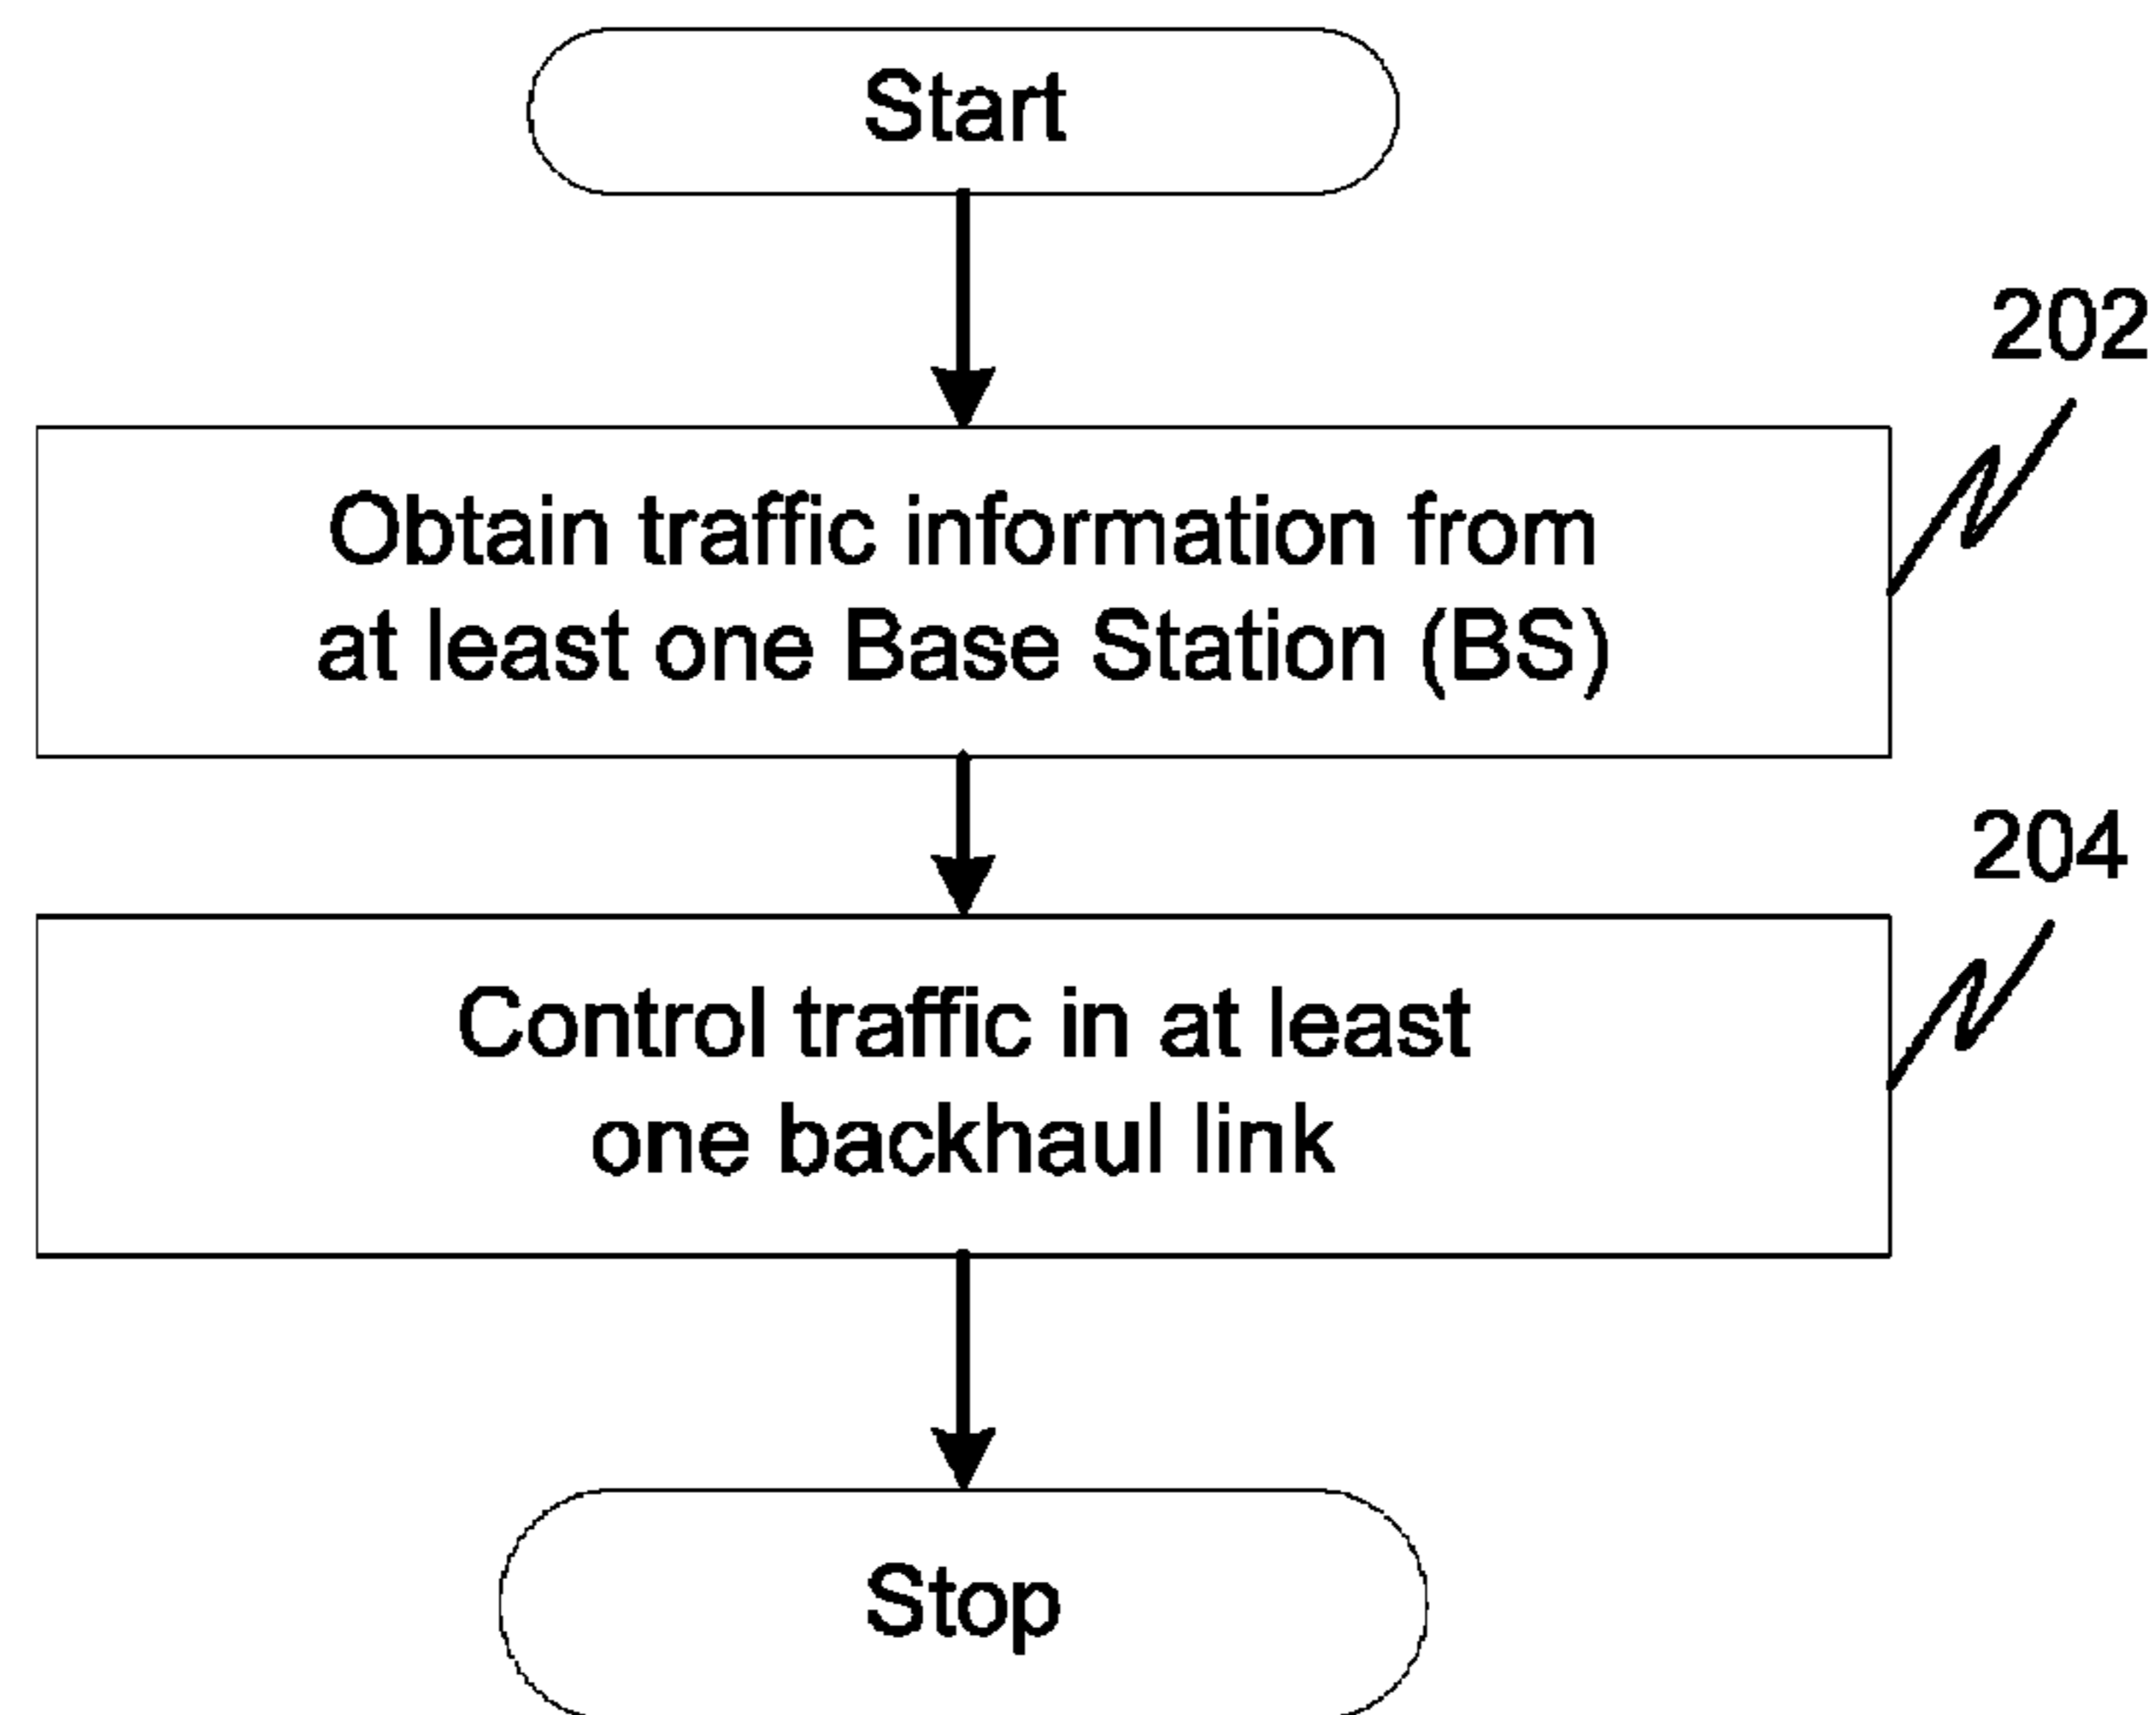 Start
202
Obtain traffic information from
at least one Base Station (BS)
204
Control traffic in at least
one backhaul link
Stop